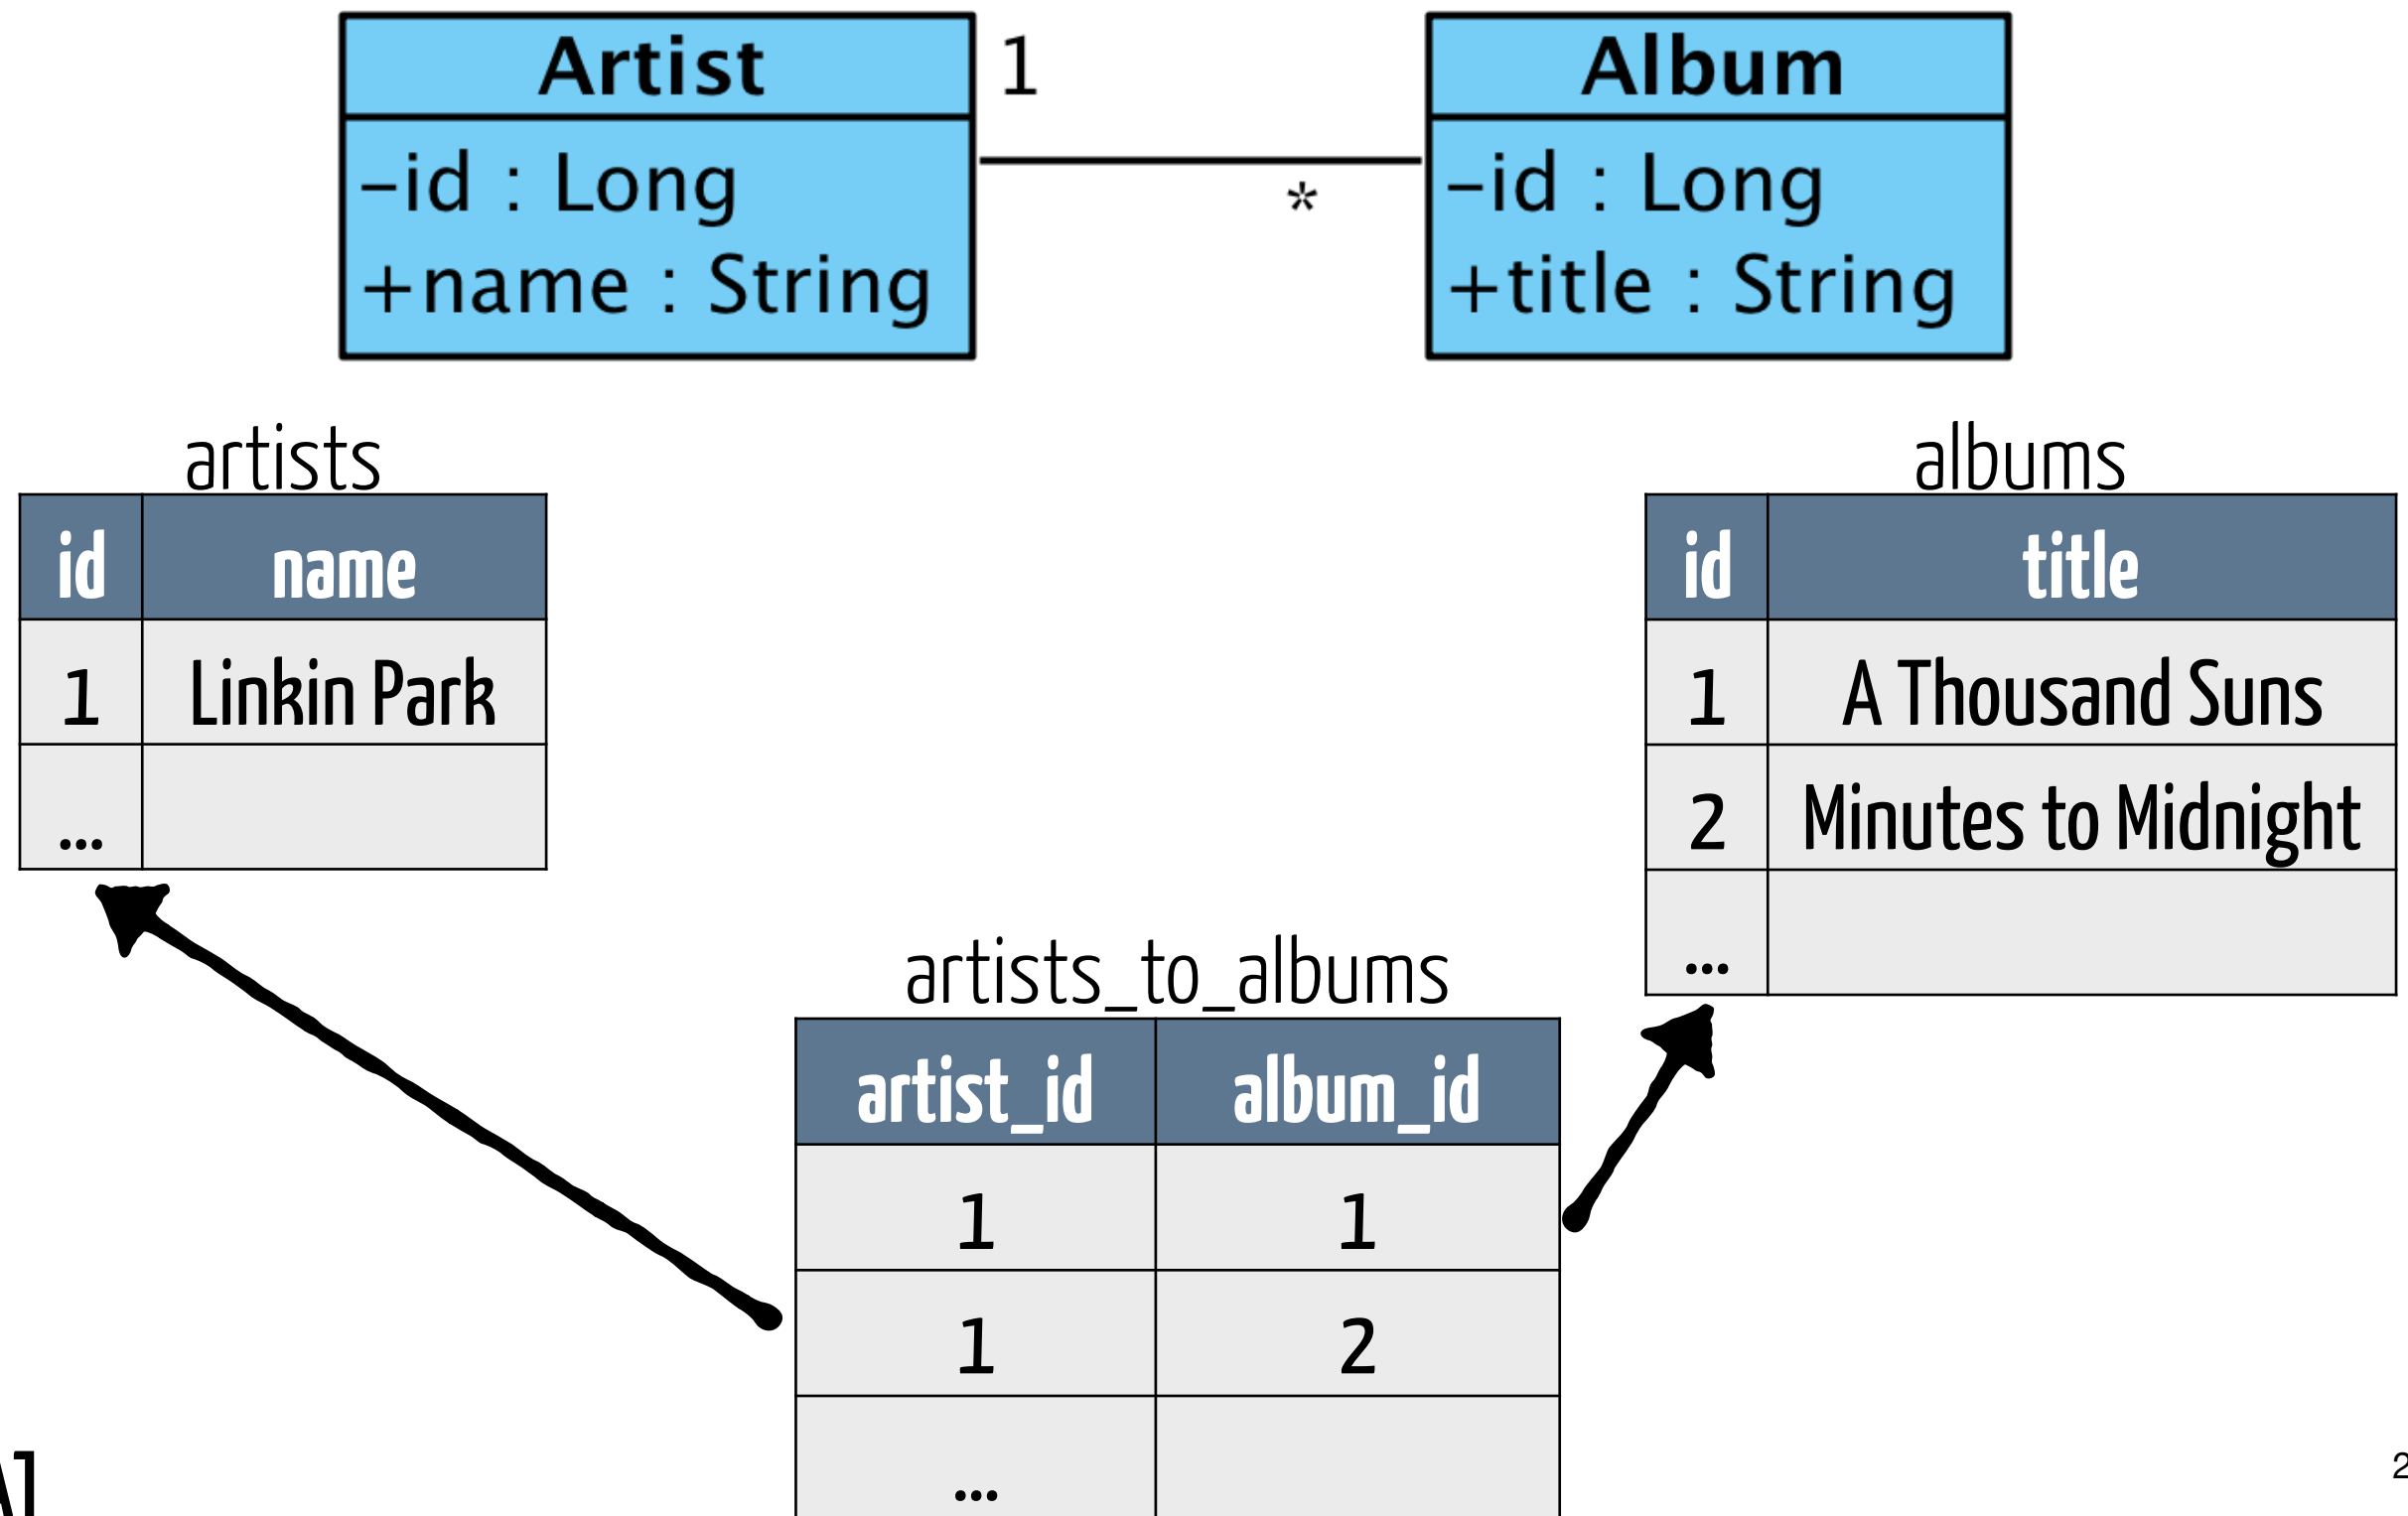 Artist
1
Album
-id : Long
+name : String
*
-id : Long
+title : String
artists
id name
1 Linkin Park
...
albums
id title
1 A Thousand Suns
2 Minutes to Midnight
...
artists_to_albums
artist_id album_id
1 1
1 2
...
2